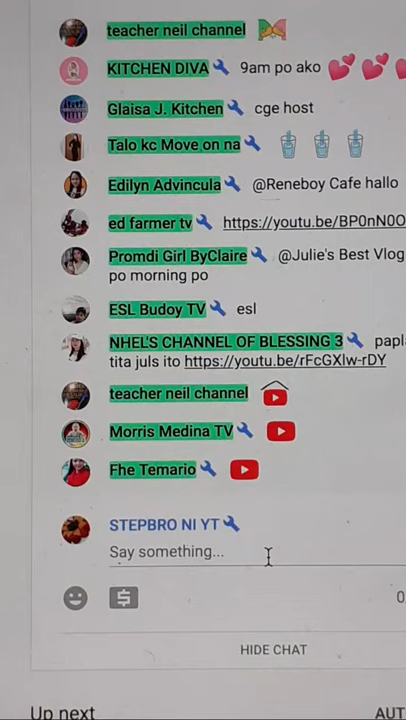 teacher neil channel
KITCHEN DIVA 9am po ako
Glaisa J. Kitchen cge host
Talo kc Move on na
Edilyn Advincula @Reneboy Cafe hallo
ed farmer tv https://youtu.be/BP0nN0O
Promdi Girl ByClaire @Julie's Best Vlog
po morning po
ESL Budoy TV esl
NHEL'S CHANNEL OF BLESSING 3 papl
tita juls ito https://youtu.be/rFcGXlw-rDY
teacher neil channel
Morris Medina TV
Fhe Temario
STEPBRO NI YT
Say something...
0
HIDE CHAT
Up next AUT